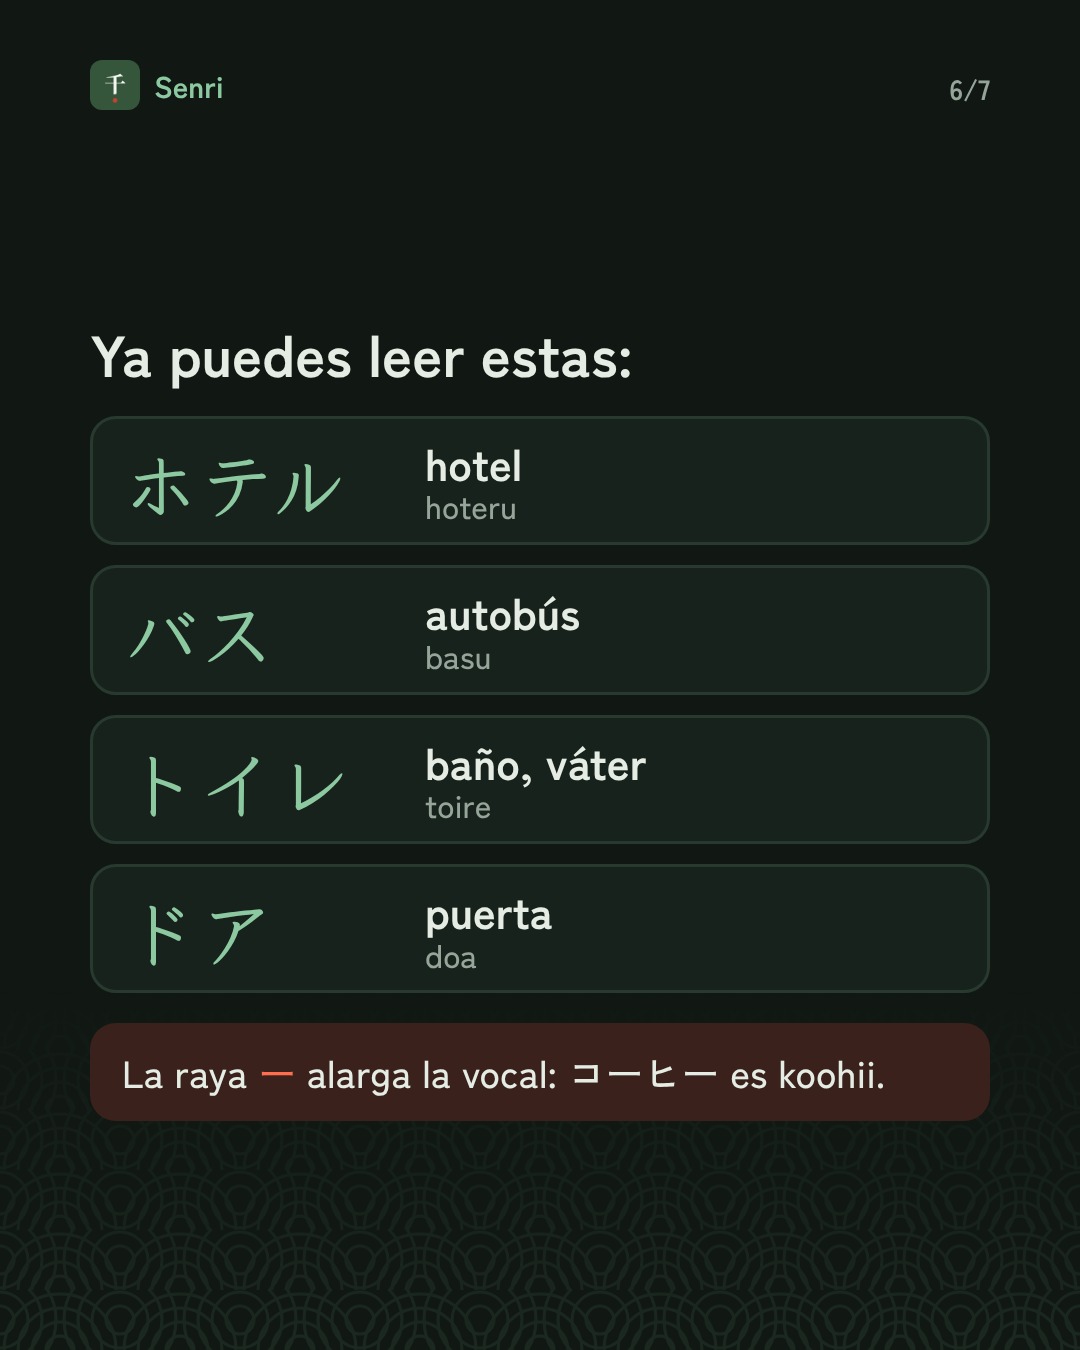 千 Senri
6/7
Ya puedes leer estas:
ホテル
hotel
hoteru
バス
autobús
basu
トイレ
baño, váter
toire
ドア
puerta
doa
La raya ー alarga la vocal: コーヒー es koohii.